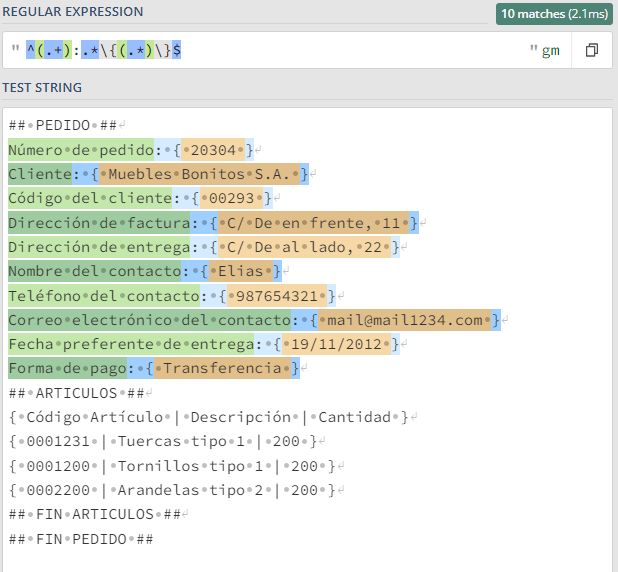 REGULAR EXPRESSION
10 matches (2.1ms)
" ^(.+):.*\{(.*)\}$ " gm
TEST STRING
## PEDIDO ##
Número de pedido: { 20304 }
Cliente: { Muebles Bonitos S.A. }
Código del cliente: { 00293 }
Dirección de factura: { C/ De en frente, 11 }
Dirección de entrega: { C/ De al lado, 22 }
Nombre del contacto: { Elias }
Teléfono del contacto: { 987654321 }
Correo electrónico del contacto: { mail@mail1234.com }
Fecha preferente de entrega: { 19/11/2012 }
Forma de pago: { Transferencia }
## ARTICULOS ##
{ Código Artículo | Descripción | Cantidad }
{ 0001231 | Tuercas tipo 1 | 200 }
{ 0001200 | Tornillos tipo 1 | 200 }
{ 0002200 | Arandelas tipo 2 | 200 }
## FIN ARTICULOS ##
## FIN PEDIDO ##